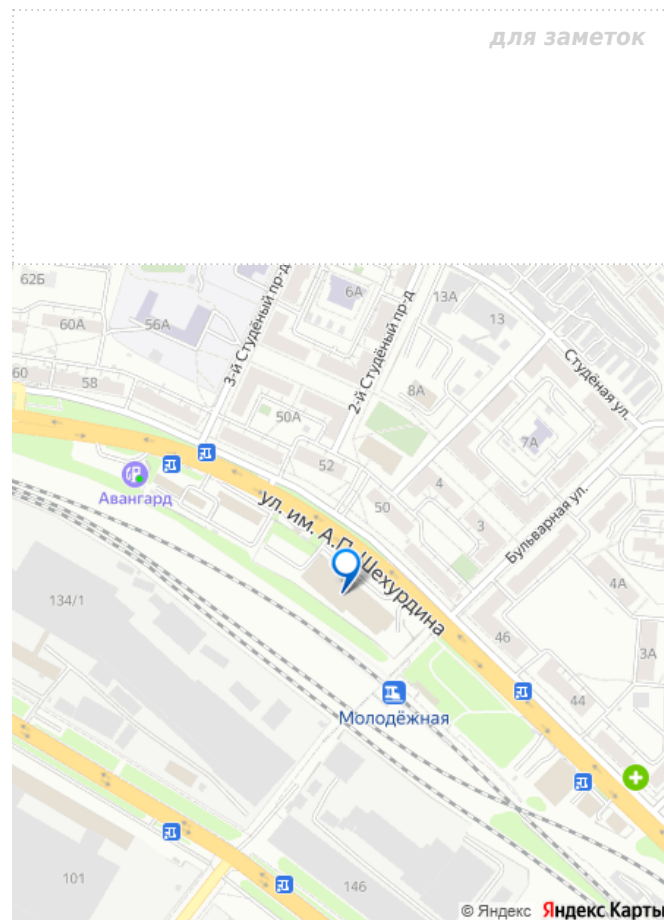 для заметок
62Б
60А
56А
6А
13А
13
60
58
3-й Студёный пр-д
2-й Студёный пр-д
Студёная ул.
8А
50А
7А
52
4
50
3
Авангард
ул. им. А.П. Шехурдина
Бульварная ул.
4А
134/1
46
3А
44
Молодёжная
101
146
© Яндекс Яндекс Карты